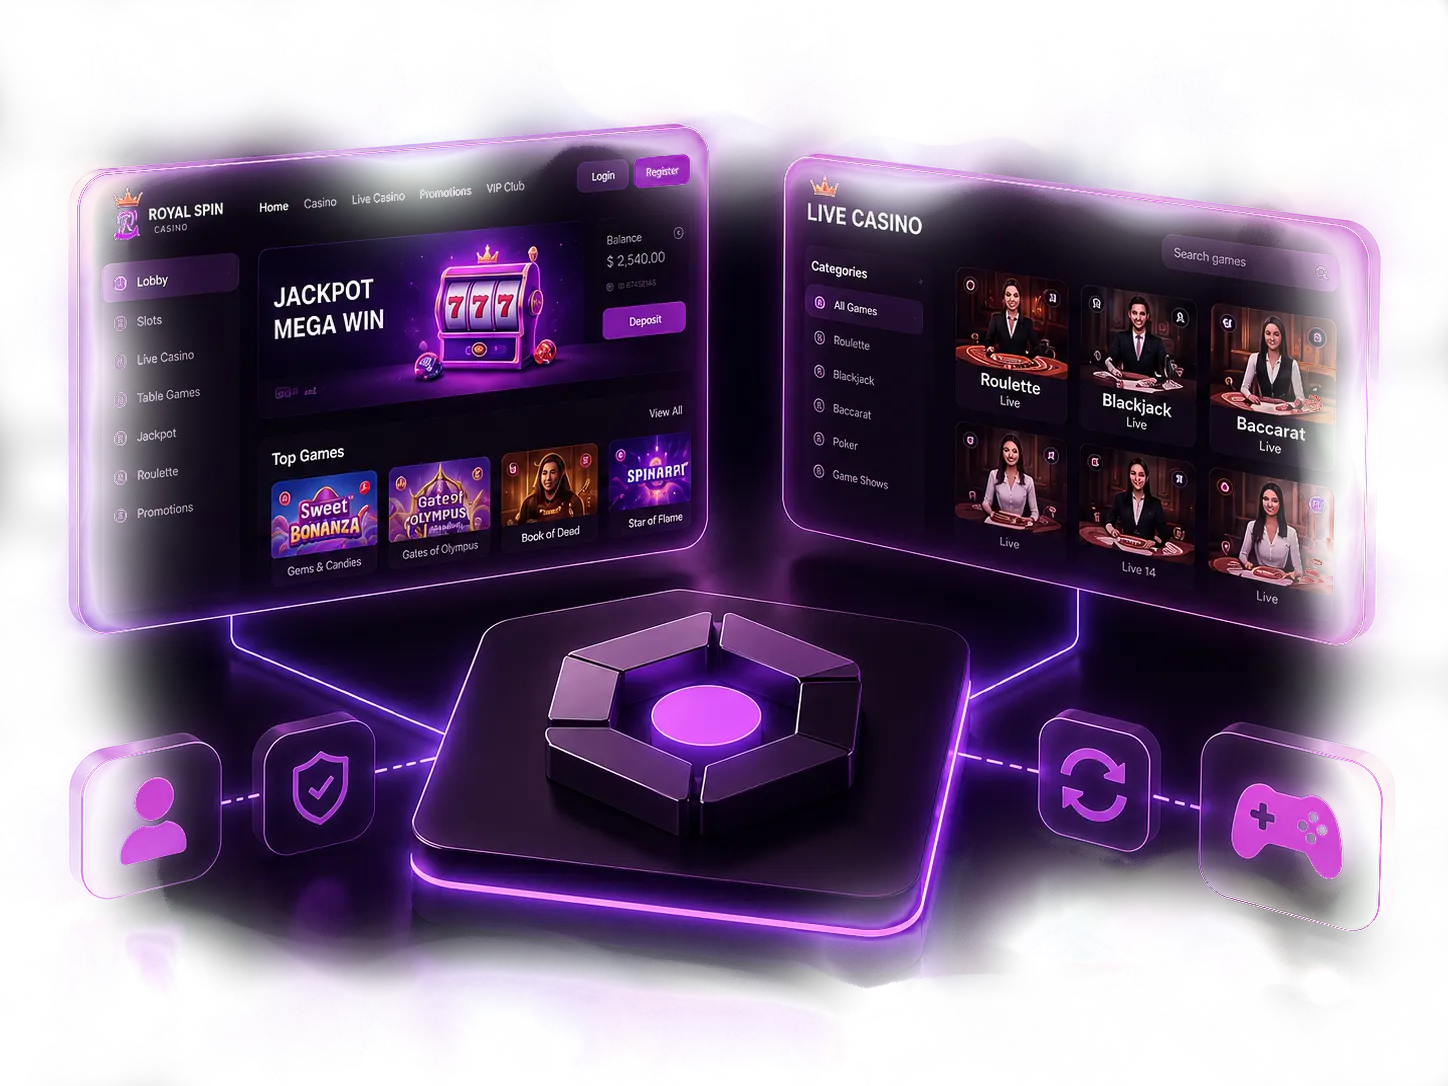 ROYAL SPIN
CASINO
Home
Casino
Live Casino
Promotions
VIP Club
Login
Register
Lobby
Slots
Live Casino
Table Games
Jackpot
Roulette
Promotions
JACKPOT
MEGA WIN
Balance
$ 2,540.00
Deposit
View All
Top Games
Sweet
BONANZA
Gems & Candies
Gate of
OLYMPUS
Gates of Olympus
Book of Dead
Star of Flame
LIVE CASINO
Search games
Categories
All Games
Roulette
Blackjack
Baccarat
Poker
Game Shows
Roulette
Live
Blackjack
Live
Baccarat
Live
Live
Live 14
Live
777